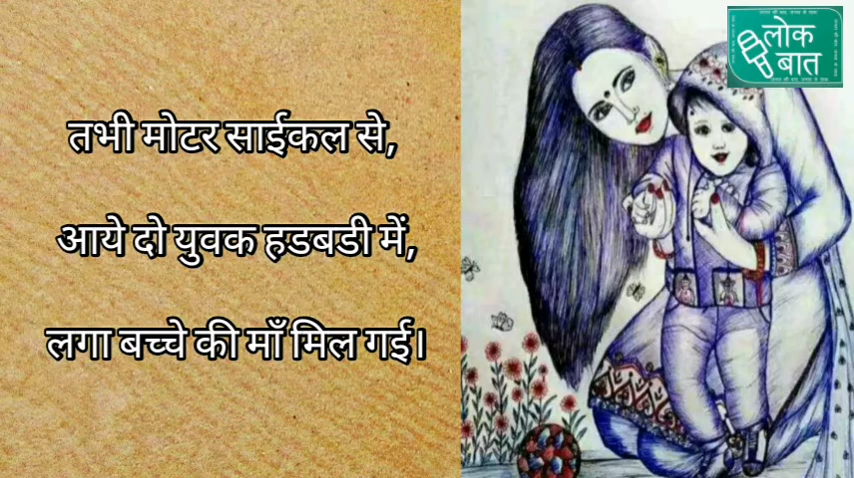 तभी मोटर साईकल से,
आये दो युवक हडबडी में,
लगा बच्चे की माँ मिल गई।
लोक
बात